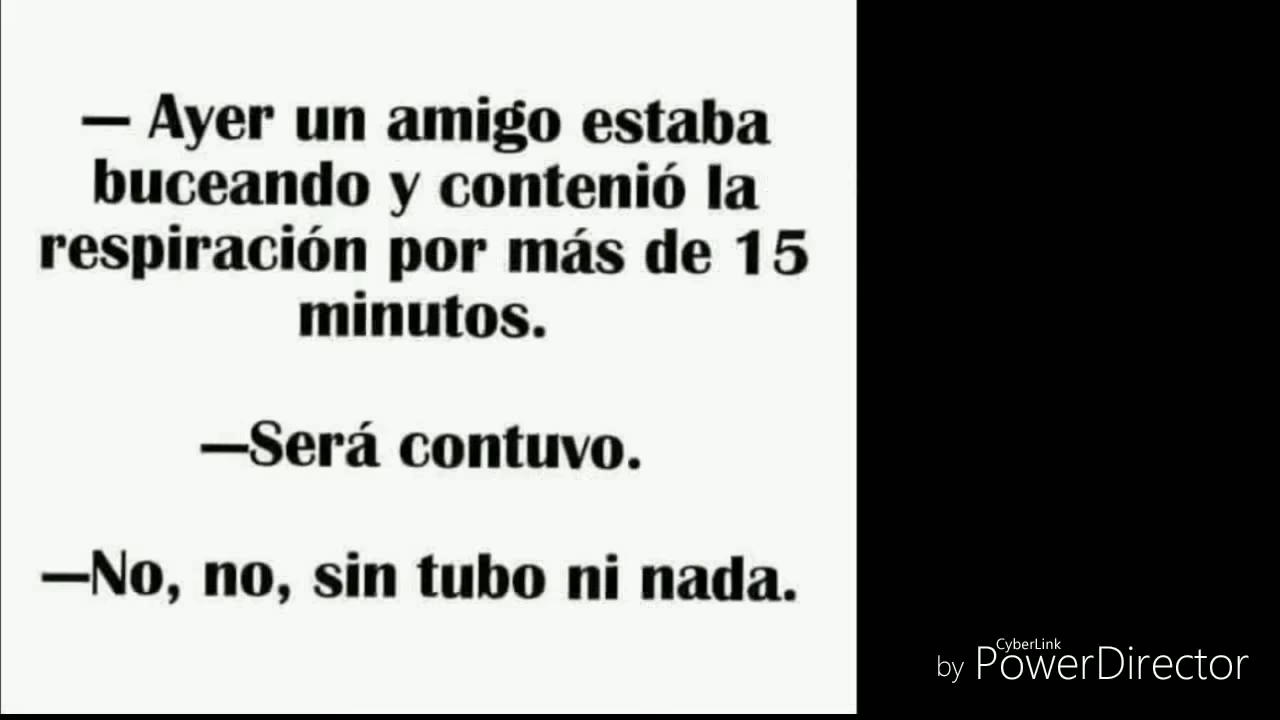 — Ayer un amigo estaba
buceando y contenió la
respiración por más de 15
minutos.
—Será contuvo.
—No, no, sin tubo ni nada.
CyberLink
by PowerDirector